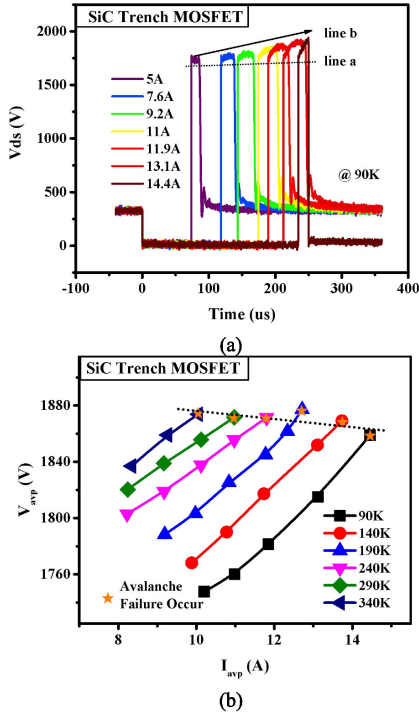 (a)
SiC Trench MOSFET
line b
line a
2000
1500
1000
500
0
Vds (V)
5A
7.6A
9.2A
11A
11.9A
13.1A
14.4A
@ 90K
-100
0
100
200
300
400
Time (us)
(a)
SiC Trench MOSFET
1880
1840
1800
1760
Vavp (V)
90K
140K
190K
240K
290K
340K
Avalanche
Failure Occur
8
10
12
14
16
Iavp (A)
(b)